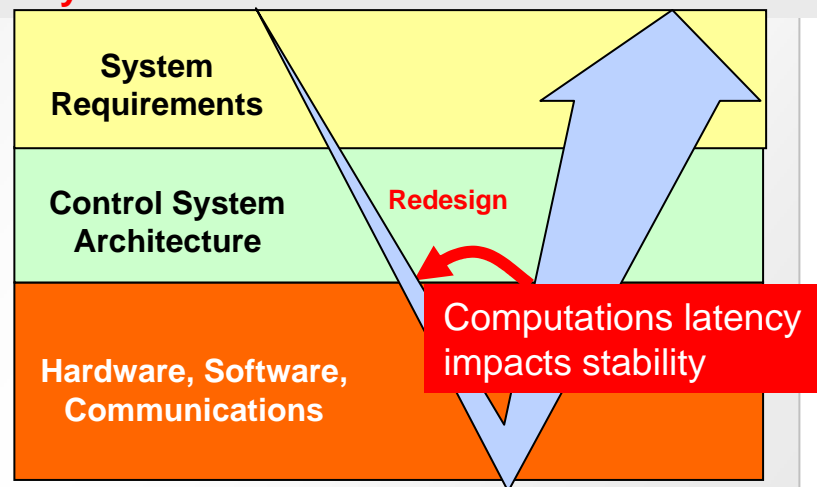 System
Requirements
Control System
Architecture
Redesign
Computations latency
impacts stability
Hardware, Software,
Communications